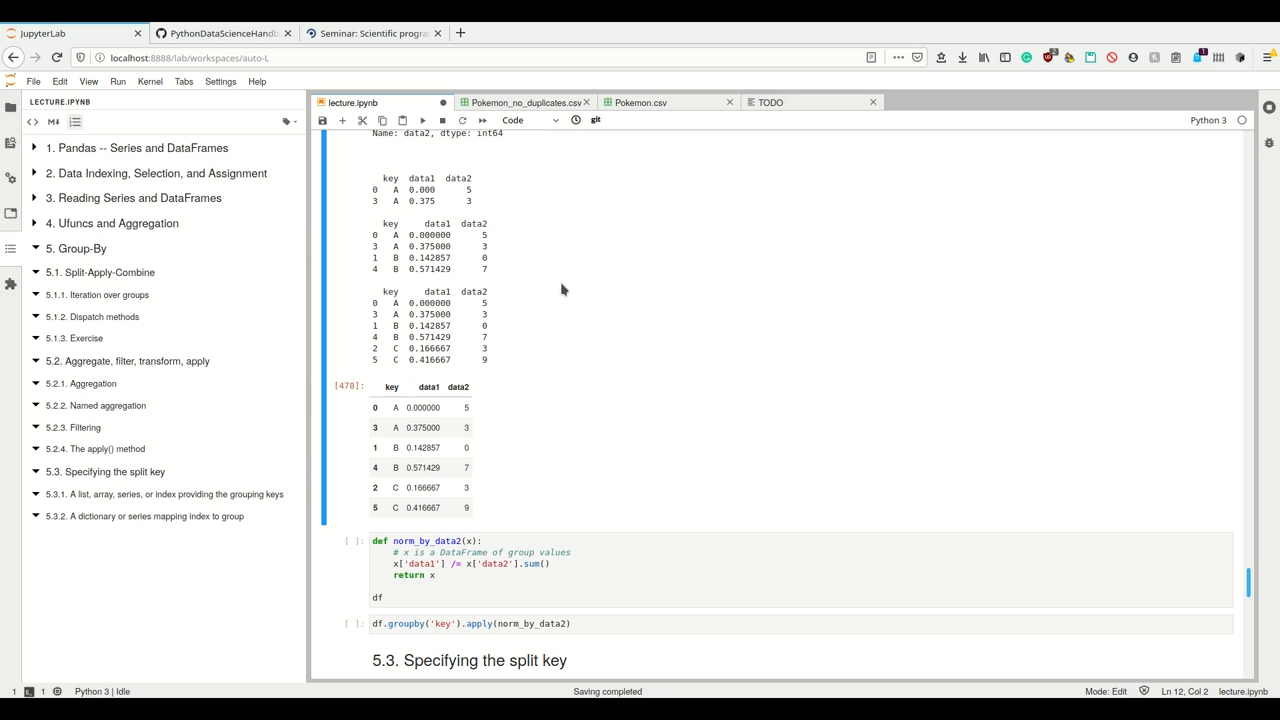 JupyterLab
PythonDataScienceHandb
Seminar: Scientific progra
localhost:8888/lab/workspaces/auto-L
2
1
File Edit View Run Kernel Tabs Settings Help
LECTURE.IPYNB
lecture.ipynb
Pokemon_no_duplicates.csv
Pokemon.csv
TODO
Code
git
Python 3
1. Pandas -- Series and DataFrames
2. Data Indexing, Selection, and Assignment
3. Reading Series and DataFrames
4. Ufuncs and Aggregation
5. Group-By
5.1. Split-Apply-Combine
5.1.1. Iteration over groups
5.1.2. Dispatch methods
5.1.3. Exercise
5.2. Aggregate, filter, transform, apply
5.2.1. Aggregation
5.2.2. Named aggregation
5.2.3. Filtering
5.2.4. The apply() method
5.3. Specifying the split key
5.3.1. A list, array, series, or index providing the grouping keys
5.3.2. A dictionary or series mapping index to group
Name: data2, dtype: int64
key data1 data2
0 A 0.000 5
3 A 0.375 3
key data1 data2
0 A 0.000000 5
3 A 0.375000 3
1 B 0.142857 0
4 B 0.571429 7
key data1 data2
0 A 0.000000 5
3 A 0.375000 3
1 B 0.142857 0
4 B 0.571429 7
2 C 0.166667 3
5 C 0.416667 9
[478]:
key data1 data2
0 A 0.000000 5
3 A 0.375000 3
1 B 0.142857 0
4 B 0.571429 7
2 C 0.166667 3
5 C 0.416667 9
[ ]:
def norm_by_data2(x):
# x is a DataFrame of group values
x['data1'] /= x['data2'].sum()
return x
df
[ ]:
df.groupby('key').apply(norm_by_data2)
5.3. Specifying the split key
1 1 Python 3 | Idle
Saving completed
Mode: Edit Ln 12, Col 2 lecture.ipynb